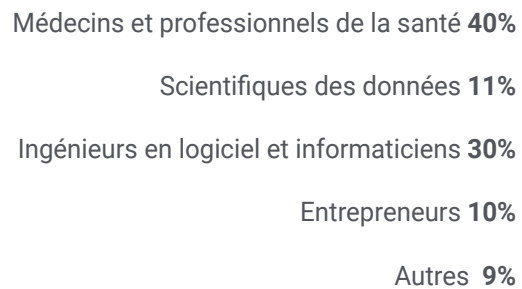 Médecins et professionnels de la santé 40%
Scientifiques des données 11%
Ingénieurs en logiciel et informaticiens 30%
Entrepreneurs 10%
Autres 9%